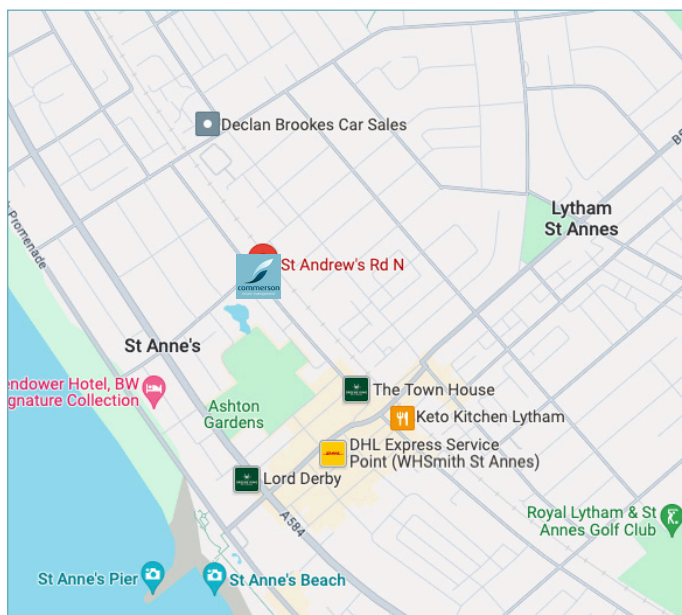 Declan Brookes Car Sales
Lytham
St Annes
Promenade
St Andrew's Rd N
commerson
St Anne's
endower Hotel, BW
gnature Collection
Ashton
Gardens
The Town House
Keto Kitchen Lytham
DHL Express Service
Point (WHSmith St Annes)
Lord Derby
A584
Royal Lytham & St
Annes Golf Club
St Anne's Pier
St Anne's Beach